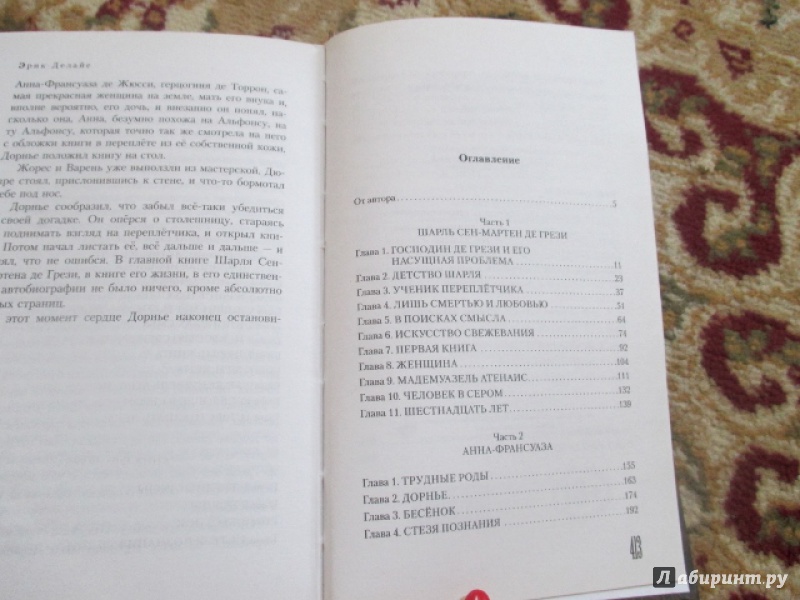 Эрик Делайе
Анна-Франсуаза де Жюсси, герцогиня де Торрон, са-
мая прекрасная женщина на земле, мать его внука и,
вполне вероятно, его дочь, и внезапно он понял, на-
сколько она, Анна, безумно похожа на Альфонсу, на
ту Альфонсу, которая точно так же смотрела на него
с обложки книги в переплёте из её собственной кожи.
Дорнье положил книгу на стол.
Жорес и Варень уже выползли из мастерской. Дю-
ре стоял, прислонившись к стене, и что-то бормотал
себе под нос.
Дорнье сообразил, что забыл всё-таки убедиться
своей догадке. Он опёрся о столешницу, стараясь
поднимать взгляд на переплётчика, и открыл кни-
Потом начал листать её, всё дальше и дальше — и
ял, что не ошибся. В главной книге Шарля Сен-
ртена де Грези, в книге его жизни, в его единствен-
автобиографии не было ничего, кроме абсолютно
ых страниц.
этот момент сердце Дорнье наконец останови-
Оглавление
От автора 5
Часть 1
ШАРЛЬ СЕН-МАРТЕН ДЕ ГРЕЗИ
Глава 1. ГОСПОДИН ДЕ ГРЕЗИ И ЕГО
НАСУЩНАЯ ПРОБЛЕМА 11
Глава 2. ДЕТСТВО ШАРЛЯ 23
Глава 3. УЧЕНИК ПЕРЕПЛЁТЧИКА 37
Глава 4. ЛИШЬ СМЕРТЬЮ И ЛЮБОВЬЮ 51
Глава 5. В ПОИСКАХ СМЫСЛА 64
Глава 6. ИСКУССТВО СВЕЖЕВАНИЯ 74
Глава 7. ПЕРВАЯ КНИГА 92
Глава 8. ЖЕНЩИНА 104
Глава 9. МАДЕМУАЗЕЛЬ АТЕНАИС 111
Глава 10. ЧЕЛОВЕК В СЕРОМ 132
Глава 11. ШЕСТНАДЦАТЬ ЛЕТ 139
Часть 2
АННА-ФРАНСУАЗА
Глава 1. ТРУДНЫЕ РОДЫ 155
Глава 2. ДОРНЬЕ 163
Глава 3. БЕСЁНОК 174
Глава 4. СТЕЗЯ ПОЗНАНИЯ 192
413
Лабиринт.ру